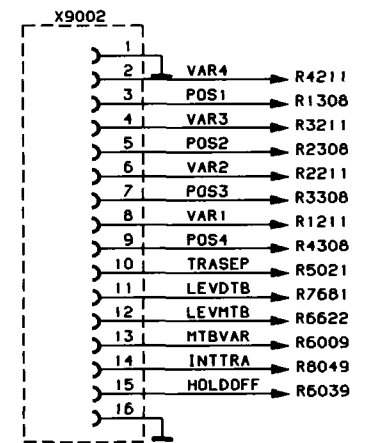 X9002
1
2 VAR4 R4211
3 POS1 R1308
4 VAR3 R3211
5 POS2 R2308
6 VAR2 R2211
7 POS3 R3308
8 VAR1 R1211
9 POS4 R4308
10 TRASEP R5021
11 LEVDTB R7681
12 LEVMTB R6622
13 MTBVAR R6009
14 INTTRA R8049
15 HOLDOFF R6039
16